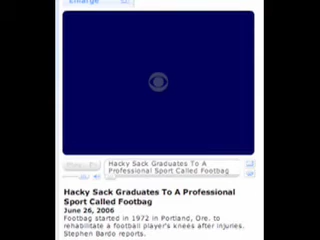 Enlarge
Hacky Sack Graduates To A
Professional Sport Called Footbag
Hacky Sack Graduates To A Professional
Sport Called Footbag
June 26, 2006
Footbag started in 1972 in Portland, Ore. to
rehabilitate a football player's knees after injuries.
Stephen Bardo reports.